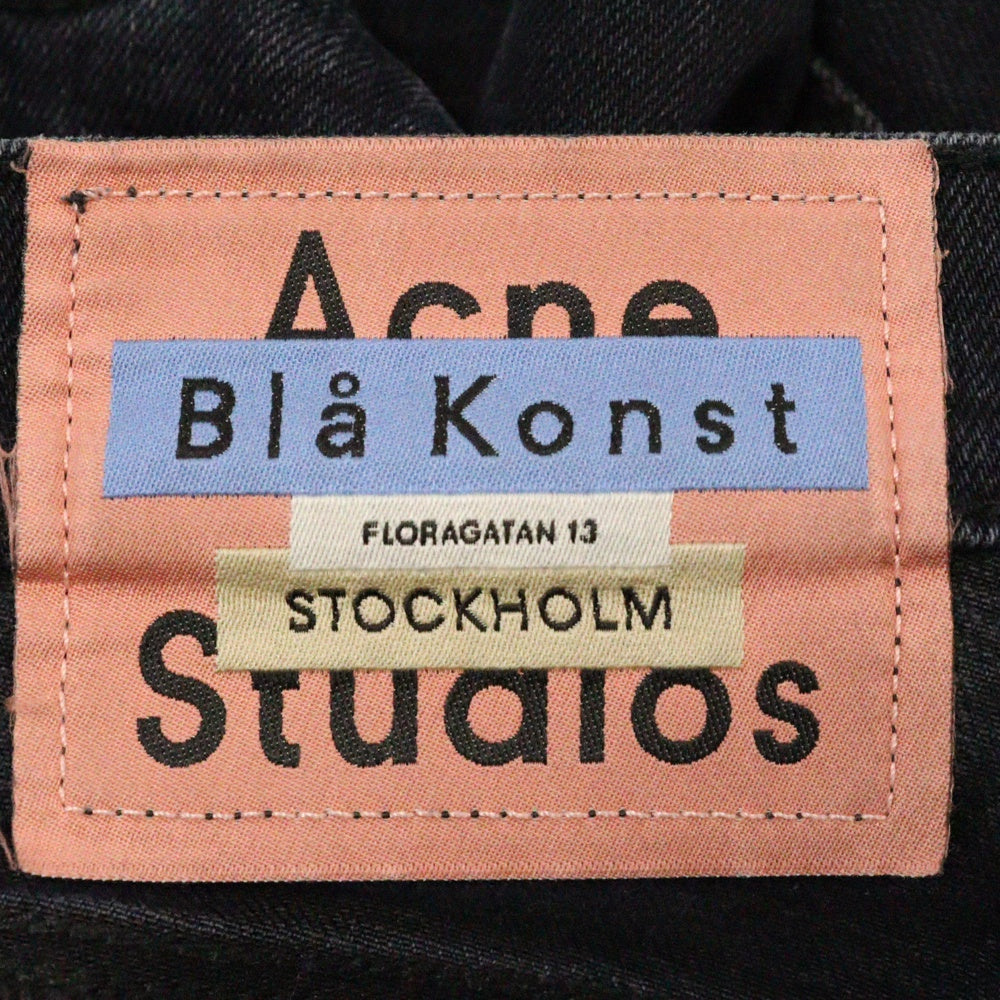 Acne
Blå Konst
FLORAGATAN 13
STOCKHOLM
Studios